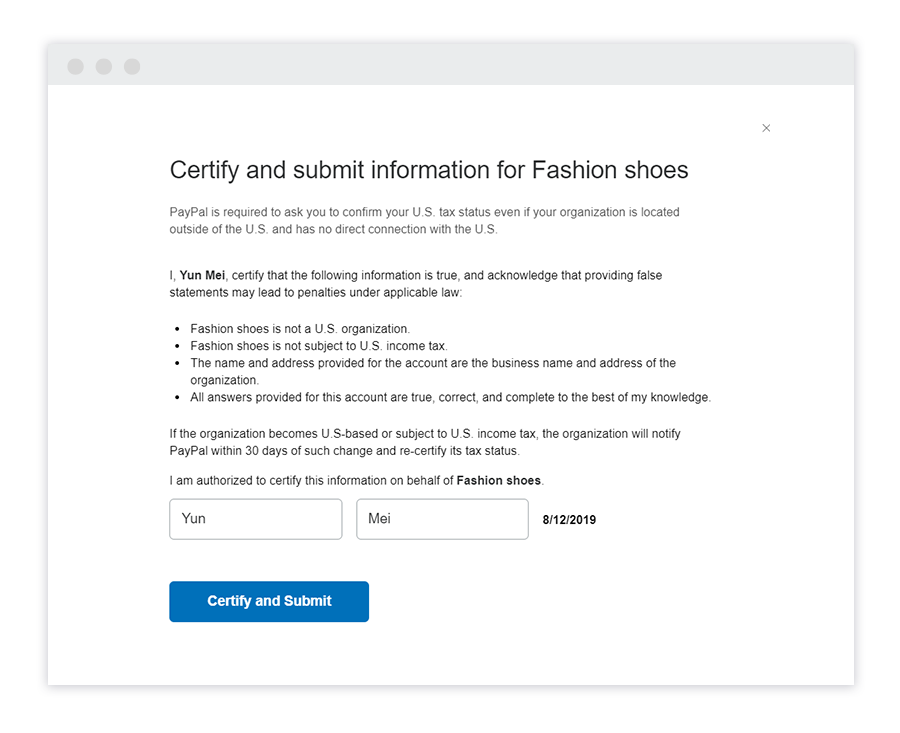 Certify and submit information for Fashion shoes
PayPal is required to ask you to confirm your U.S. tax status even if your organization is located
outside of the U.S. and has no direct connection with the U.S.
I, Yun Mei, certify that the following information is true, and acknowledge that providing false
statements may lead to penalties under applicable law:
• Fashion shoes is not a U.S. organization.
• Fashion shoes is not subject to U.S. income tax.
• The name and address provided for the account are the business name and address of the
organization.
• All answers provided for this account are true, correct, and complete to the best of my knowledge.
If the organization becomes U.S-based or subject to U.S. income tax, the organization will notify
PayPal within 30 days of such change and re-certify its tax status.
I am authorized to certify this information on behalf of Fashion shoes.
Yun Mei 8/12/2019
Certify and Submit